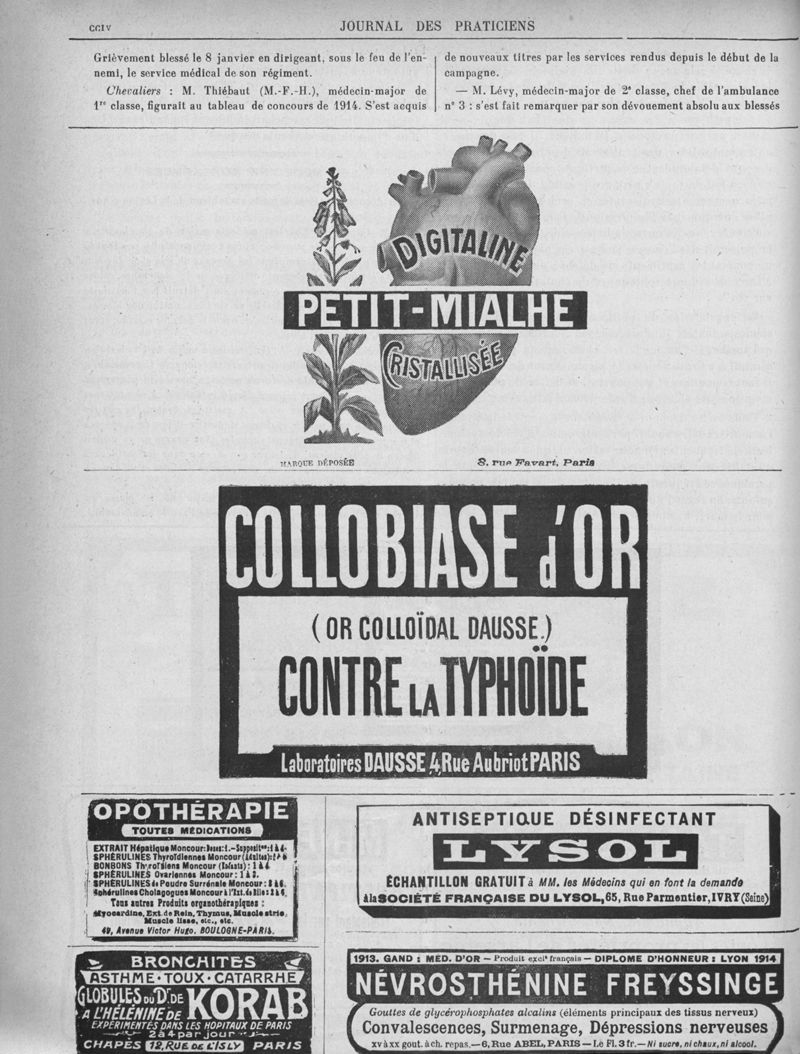 CCIV
JOURNAL DES PRATICIENS
Grièvement blessé le 8 janvier en dirigeant, sous le feu de l'en-
nemi, le service médical de son régiment.
Chevaliers : M. Thiébaut (M.-F.-H.), médecin-major de
1re classe, figurait au tableau de concours de 1914. S'est acquis
de nouveaux titres par les services rendus depuis le début de la
campagne.
— M. Lévy, médecin-major de 2e classe, chef de l'ambulance
n° 3 : s'est fait remarquer par son dévouement absolu aux blessés
DIGITALINE
PETIT-MIALHE
CRISTALLISÉE
MARQUE DÉPOSÉE
8, rue Favart, Paris
COLLOBIASE d'OR
(OR COLLOÏDAL DAUSSE.)
CONTRE LA TYPHOÏDE
Laboratoires DAUSSE 4, Rue Aubriot PARIS
OPOTHÉRAPIE
TOUTES MÉDICATIONS
EXTRAIT Hépatique Moncour:
SPHÉRULINES Thyroïdiennes Moncour (Adultes):
BONBONS Thyroïdiens Moncour (Enfants): 1 à 4
SPHÉRULINES Ovariennes Moncour: 1 à 3.
SPHÉRULINES de Poudre Surrénale Moncour:
Sphérulines Cholagogues Moncour
Tous autres Produits organothérapiques :
Myocardine, Ext. de Rein, Thymus, Muscle strié,
Muscle lisse, etc., etc.
49, Avenue Victor Hugo. BOULOGNE-PARIS.
ANTISEPTIQUE DÉSINFECTANT
LYSOL
ÉCHANTILLON GRATUIT à MM. les Médecins qui en font la demande
à la SOCIÉTÉ FRANÇAISE DU LYSOL, 65, Rue Parmentier, IVRY (Seine)
BRONCHITES
ASTHME · TOUX · CATARRHE
GLOBULES DU Dr DE KORAB
A L'HÉLÉNINE DE
EXPÉRIMENTÉS DANS LES HOPITAUX DE PARIS
2 à 4 par jour
CHAPÈS 12, RUE DE L'ISLY PARIS
1913. GAND : MÉD. D'OR — Produit exclt français — DIPLOME D'HONNEUR : LYON 1914
NÉVROSTHÉNINE FREYSSINGE
Gouttes de glycérophosphates alcalins (éléments principaux des tissus nerveux)
Convalescences, Surmenage, Dépressions nerveuses
XV à XX gout. à ch. repas. — 6, Rue ABEL, PARIS — Le Fl. 3 fr. — Ni sucre, ni chaux, ni alcool.